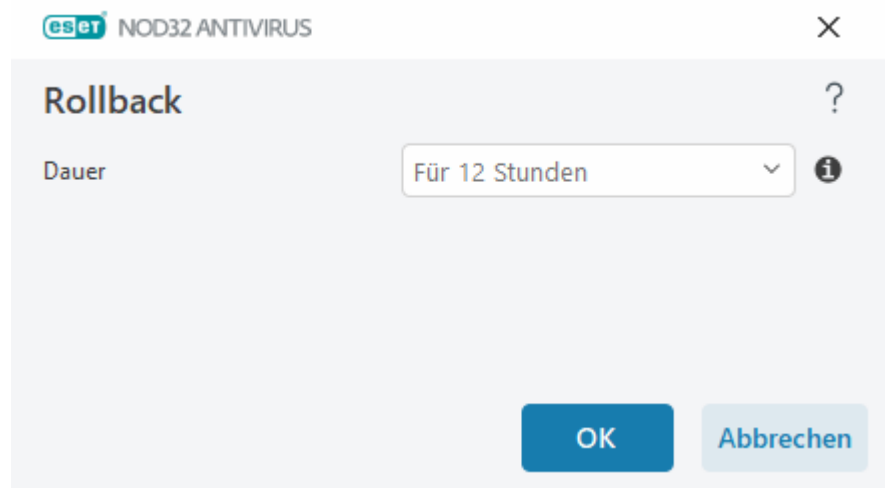 eset NOD32 ANTIVIRUS
Rollback
Dauer Für 12 Stunden
OK Abbrechen